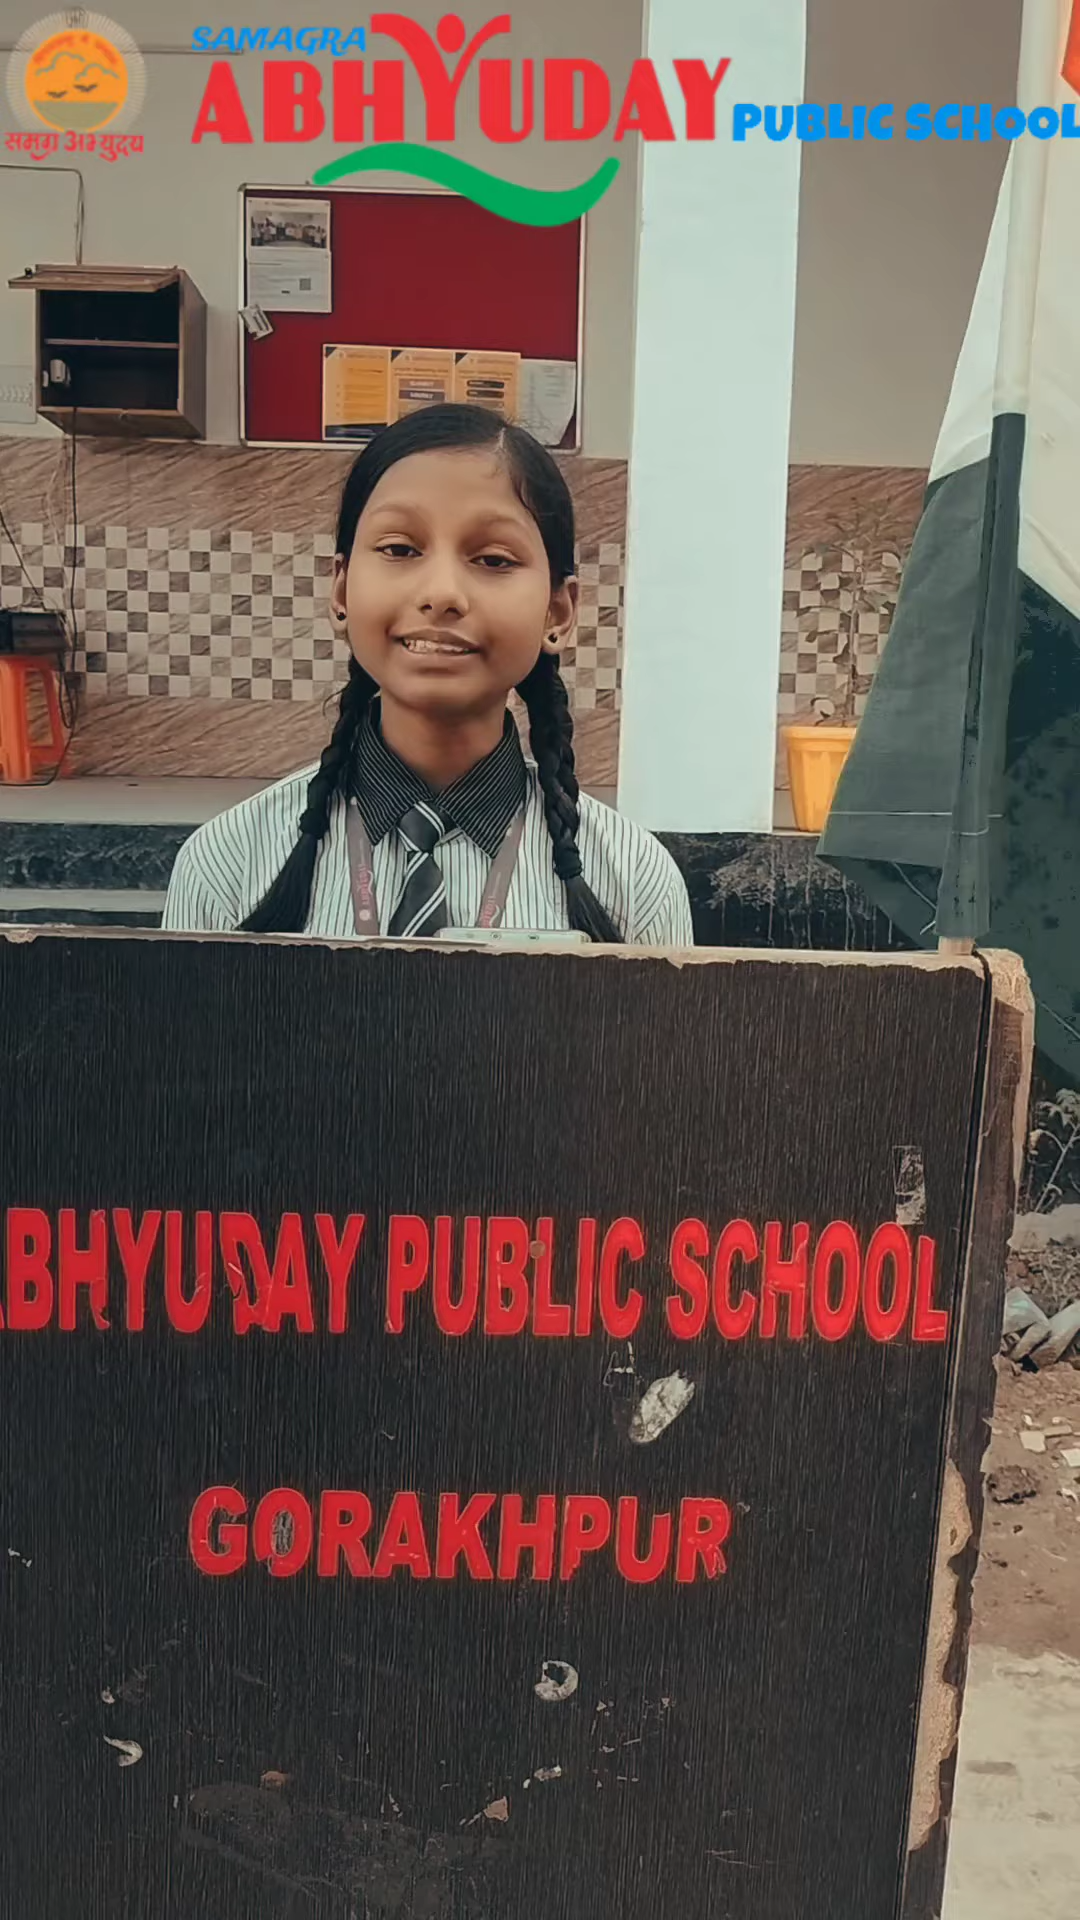 SAMAGRA
ABHYUDAY PUBLIC SCHOOL
समग्र अभ्युदय
ABHYUDAY PUBLIC SCHOOL
GORAKHPUR